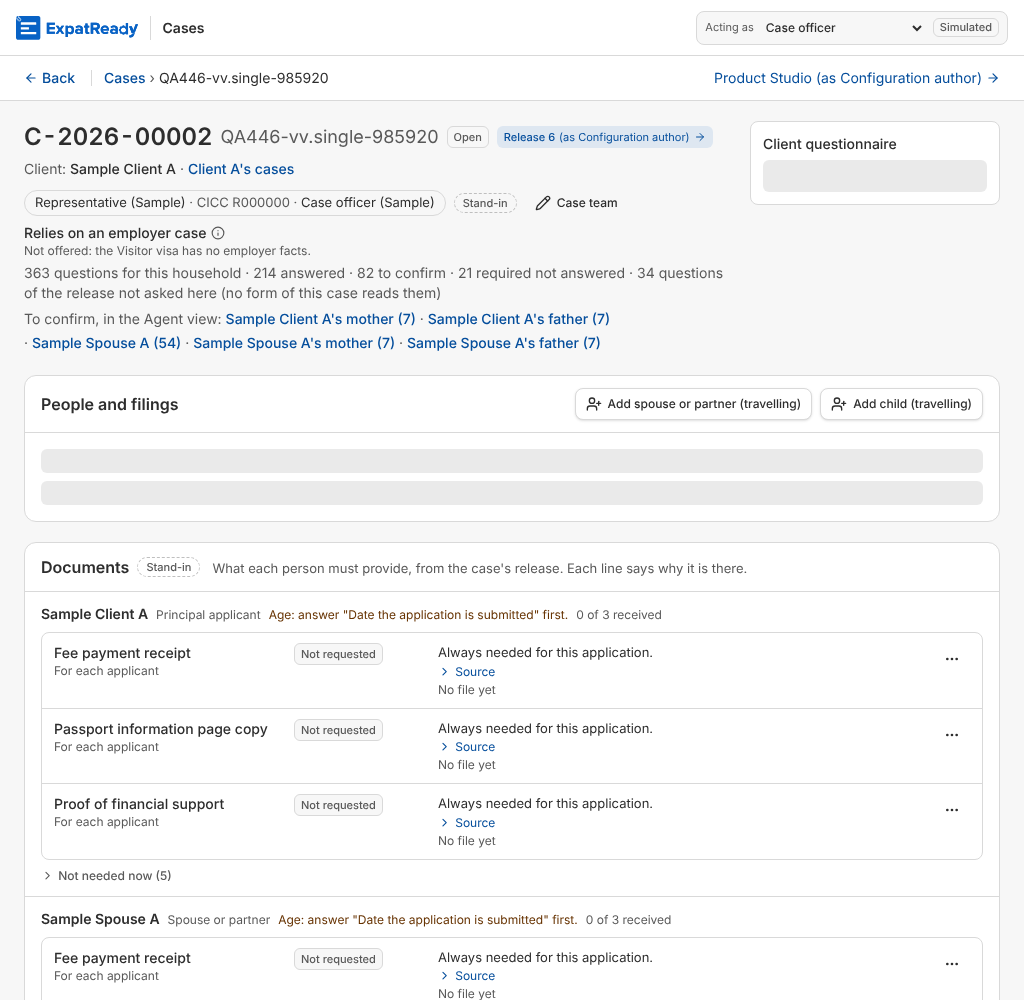 ExpatReady
Cases
Acting as Case officer Simulated
← Back
Cases › QA446-vv.single-985920
Product Studio (as Configuration author) →
C-2026-00002 QA446-vv.single-985920 Open Release 6 (as Configuration author) →
Client: Sample Client A · Client A's cases
Representative (Sample) · CICC R000000 · Case officer (Sample) Stand-in Case team
Relies on an employer case
Not offered: the Visitor visa has no employer facts.
363 questions for this household · 214 answered · 82 to confirm · 21 required not answered · 34 questions
of the release not asked here (no form of this case reads them)
To confirm, in the Agent view: Sample Client A's mother (7) · Sample Client A's father (7)
· Sample Spouse A (54) · Sample Spouse A's mother (7) · Sample Spouse A's father (7)
Client questionnaire
People and filings
Add spouse or partner (travelling)
Add child (travelling)
Documents Stand-in What each person must provide, from the case's release. Each line says why it is there.
Sample Client A Principal applicant Age: answer "Date the application is submitted" first. 0 of 3 received
Fee payment receipt
For each applicant
Not requested
Always needed for this application.
Source
No file yet
Passport information page copy
For each applicant
Not requested
Always needed for this application.
Source
No file yet
Proof of financial support
For each applicant
Not requested
Always needed for this application.
Source
No file yet
Not needed now (5)
Sample Spouse A Spouse or partner Age: answer "Date the application is submitted" first. 0 of 3 received
Fee payment receipt
For each applicant
Not requested
Always needed for this application.
Source
No file yet